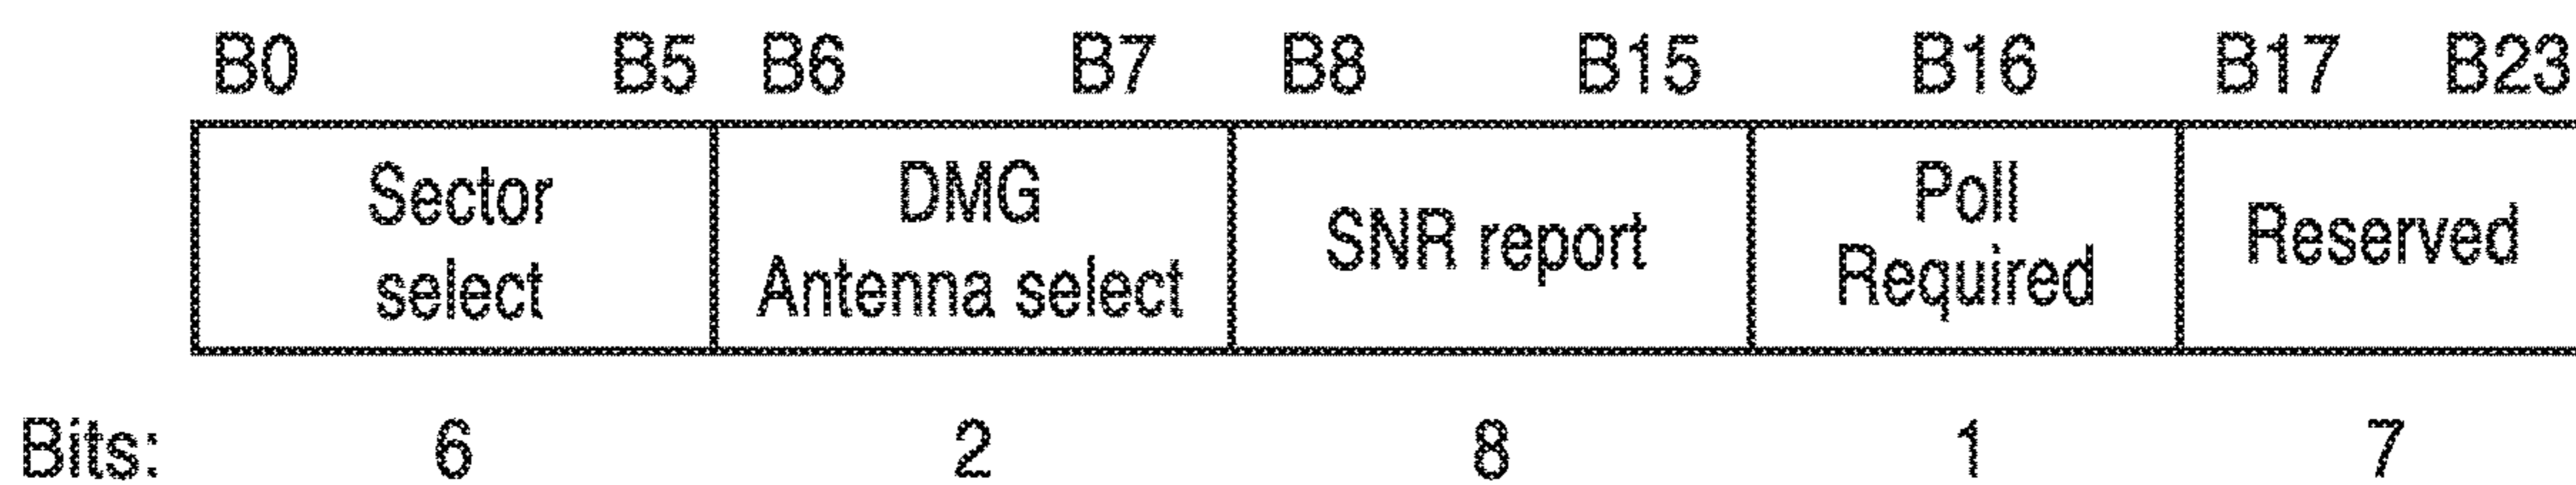 B0 B5 B6 B7 B8 B15 B16 B17 B23
Sector
select
DMG
Antenna select
SNR report
Poll
Required
Reserved
Bits: 6 2 8 1 7